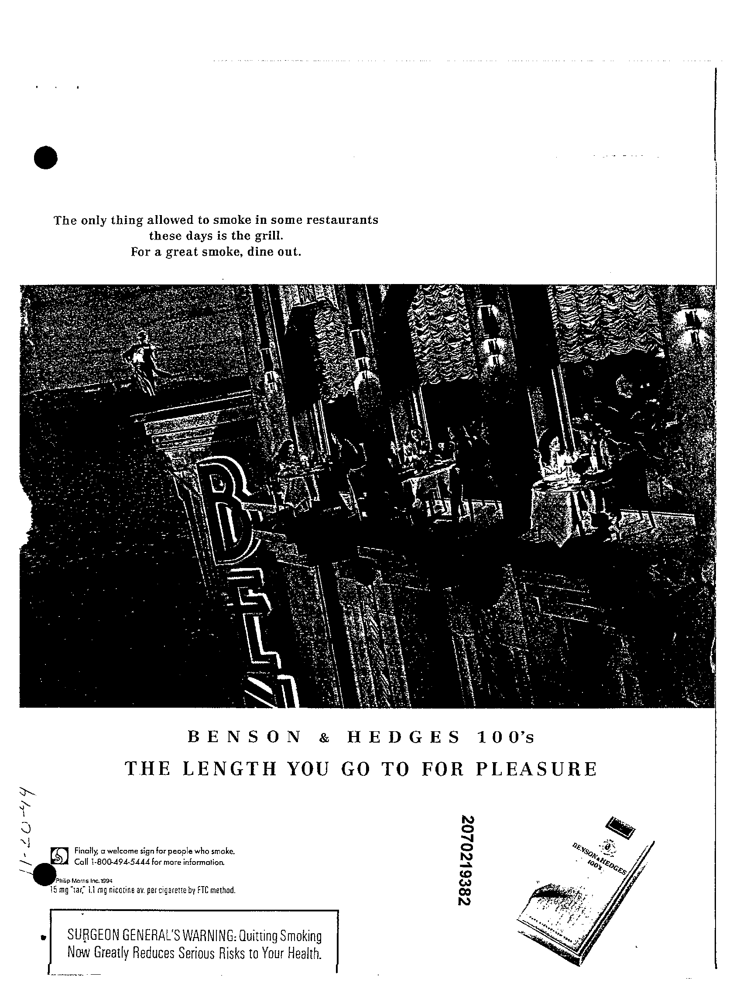 The only thing allowed to smoke in some restaurants
these days is the grill.
For a great smoke, dine out.
BEL
BENSON & HEDGES 100's
THE LENGTH YOU GO TO FOR PLEASURE
11-20-94
Finally, a welcome sign for people who smoke.
Call 1-800-494-5444 for more information.
Philip Morris Inc. 1994
15 mg "tar," 1.1 mg nicotine av. per cigarette by FTC method.
2070219382
BENSON & HEDGES
100's
SURGEON GENERAL'S WARNING: Quitting Smoking
Now Greatly Reduces Serious Risks to Your Health.